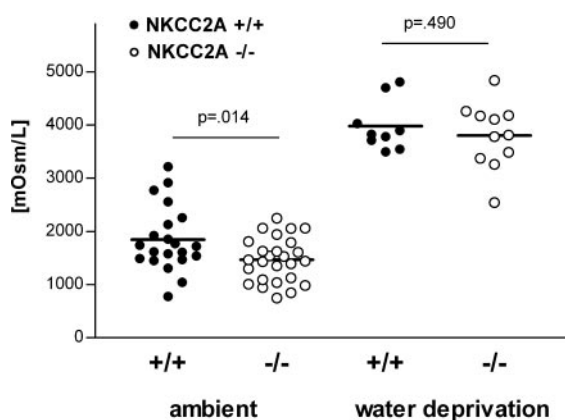 NKCC2A +/+
NKCC2A -/-
p=.490
p=.014
[mOsm/L]
5000
4000
3000
2000
1000
0
+/+ -/- +/+ -/-
ambient water deprivation